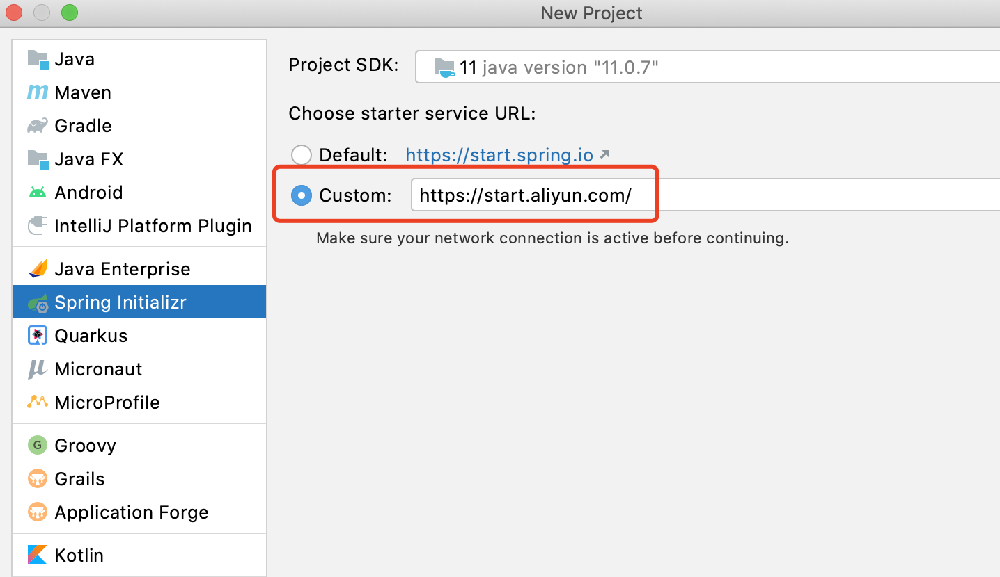 New Project
Java
Maven
Gradle
Java FX
Android
IntelliJ Platform Plugin
Java Enterprise
Spring Initializr
Quarkus
Micronaut
MicroProfile
G Groovy
Grails
Application Forge
Kotlin
Project SDK: 11 java version "11.0.7"
Choose starter service URL:
Default: https://start.spring.io
Custom: https://start.aliyun.com/
Make sure your network connection is active before continuing.